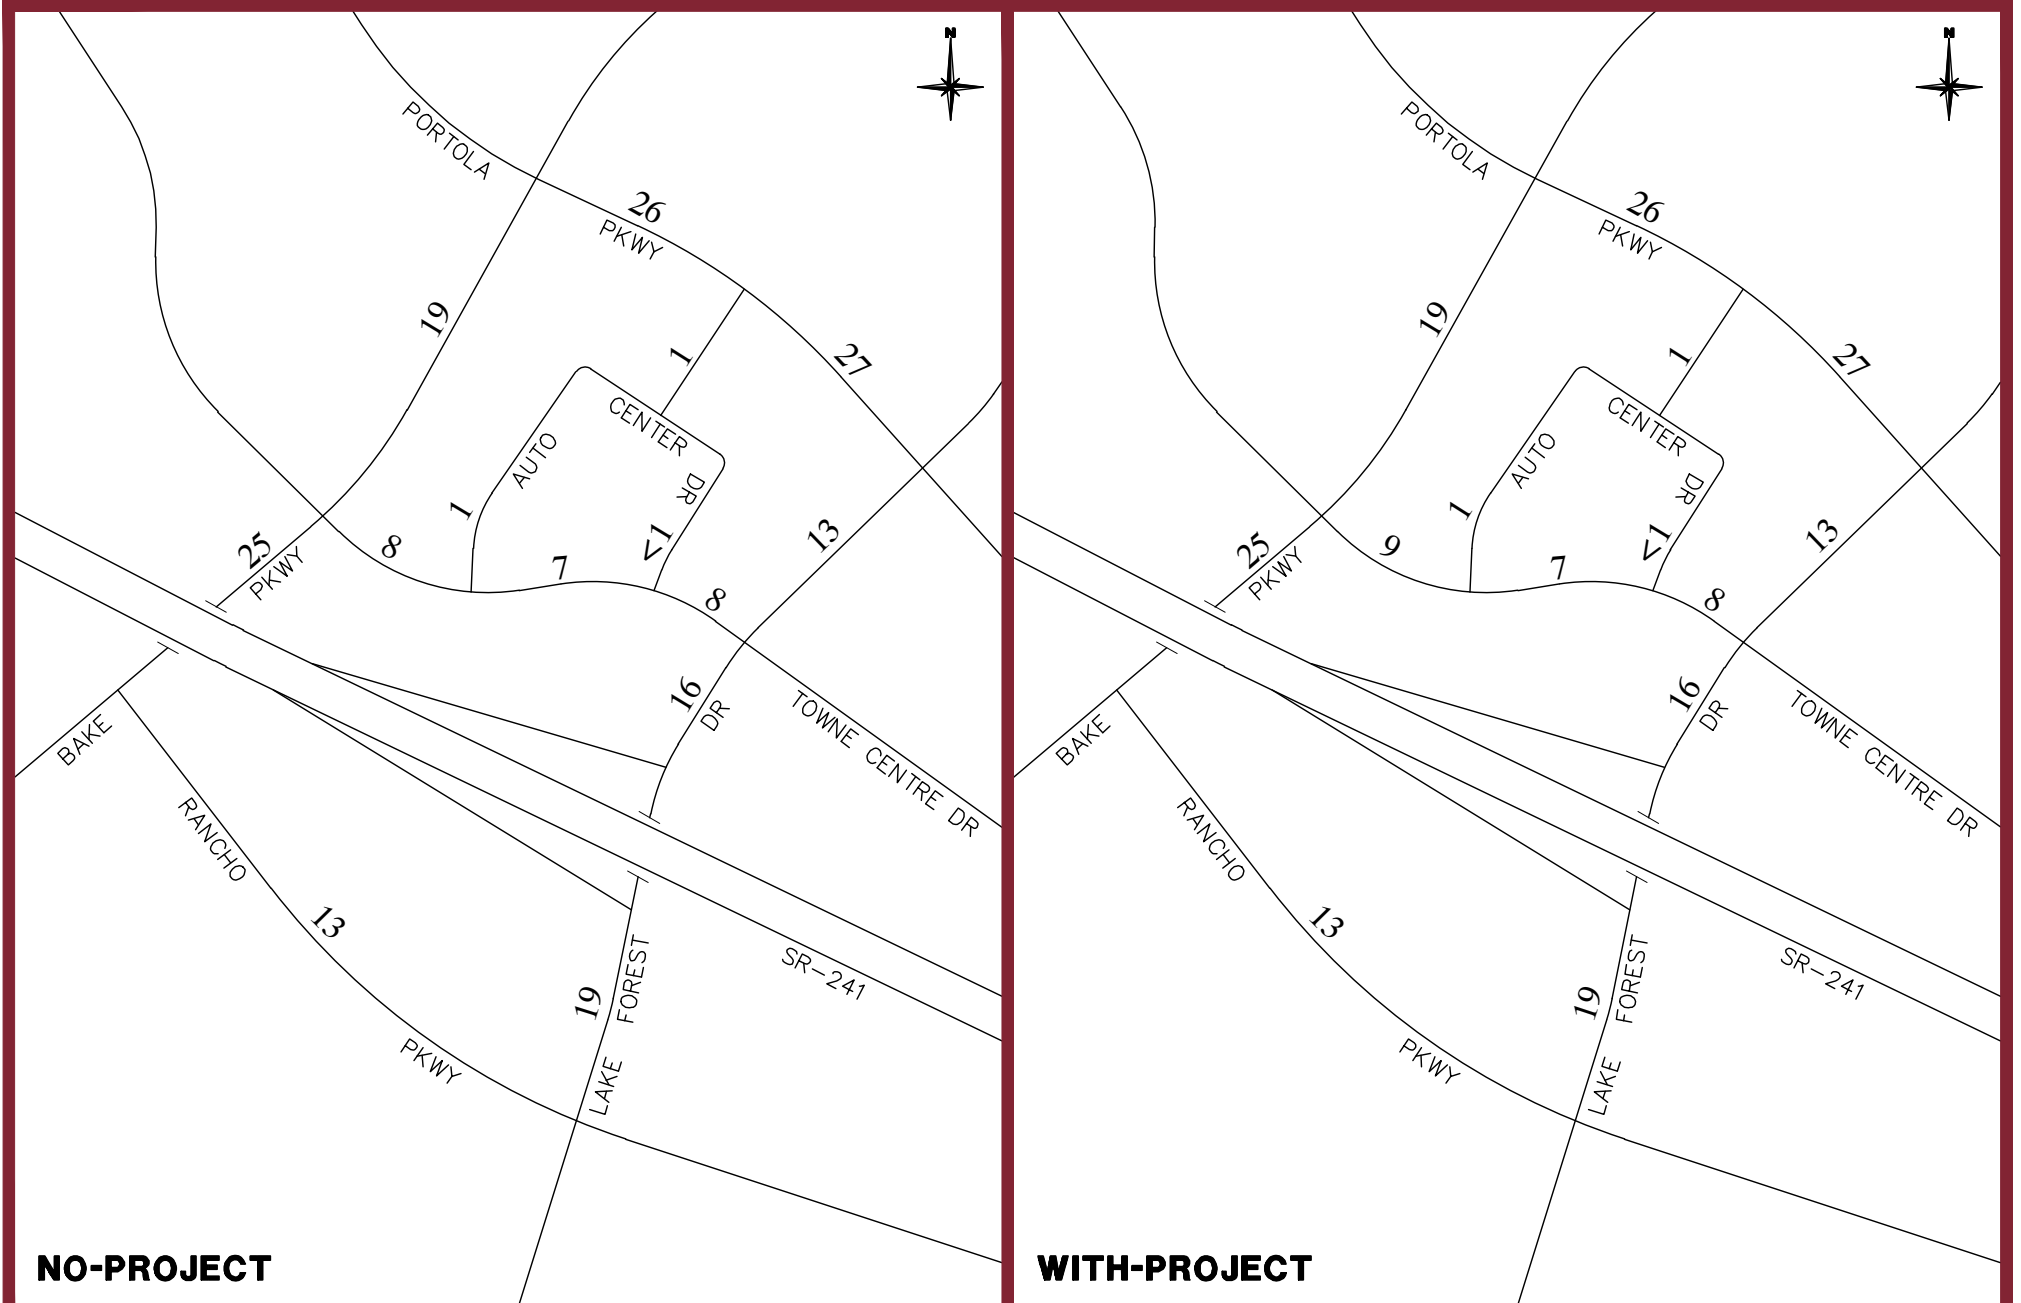 N
PORTOLA
26
PKWY
19
1
27
CENTER
AUTO
DR
1
<1
13
25
PKWY
8
7
8
16
DR
BAKE
TOWNE CENTRE DR
RANCHO
13
SR-241
19
FOREST
PKWY
LAKE
NO-PROJECT
N
PORTOLA
26
PKWY
19
1
27
CENTER
AUTO
DR
1
<1
13
25
PKWY
9
7
8
16
DR
BAKE
TOWNE CENTRE DR
RANCHO
13
SR-241
19
FOREST
PKWY
LAKE
WITH-PROJECT